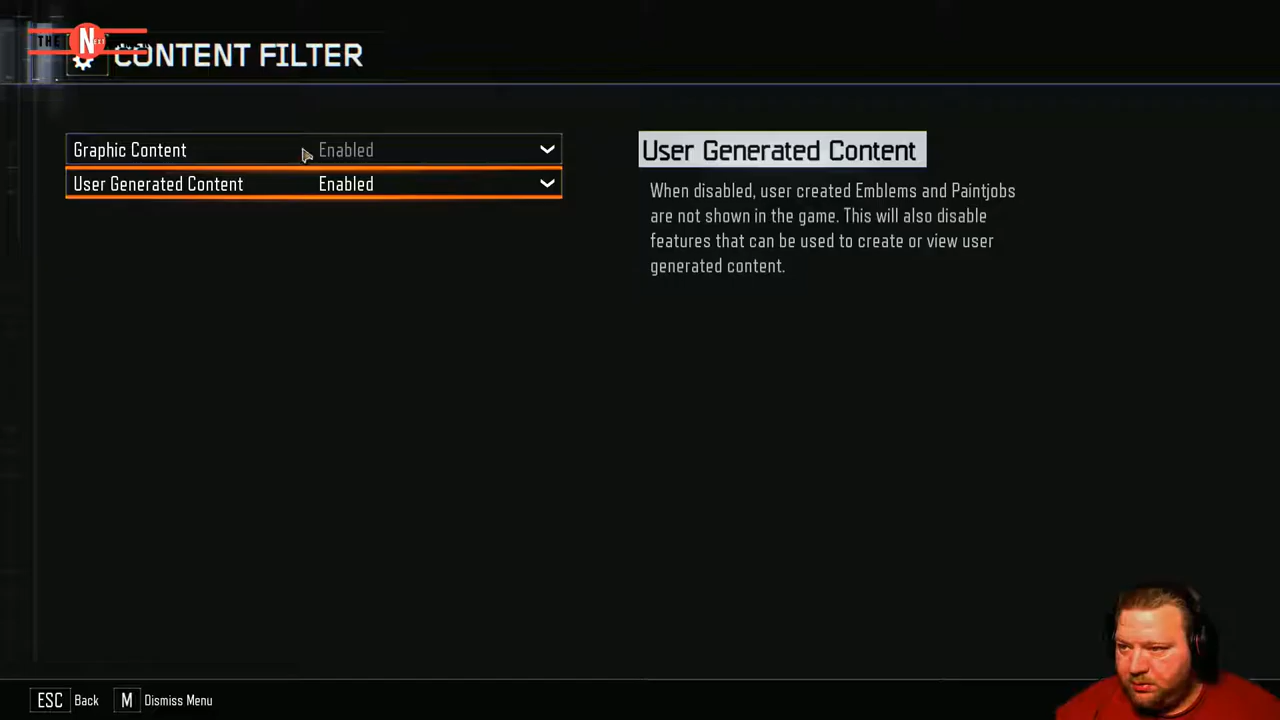 THE N EXT
CONTENT FILTER
Graphic Content Enabled
User Generated Content Enabled
User Generated Content
When disabled, user created Emblems and Paintjobs
are not shown in the game. This will also disable
features that can be used to create or view user
generated content.
ESC Back M Dismiss Menu